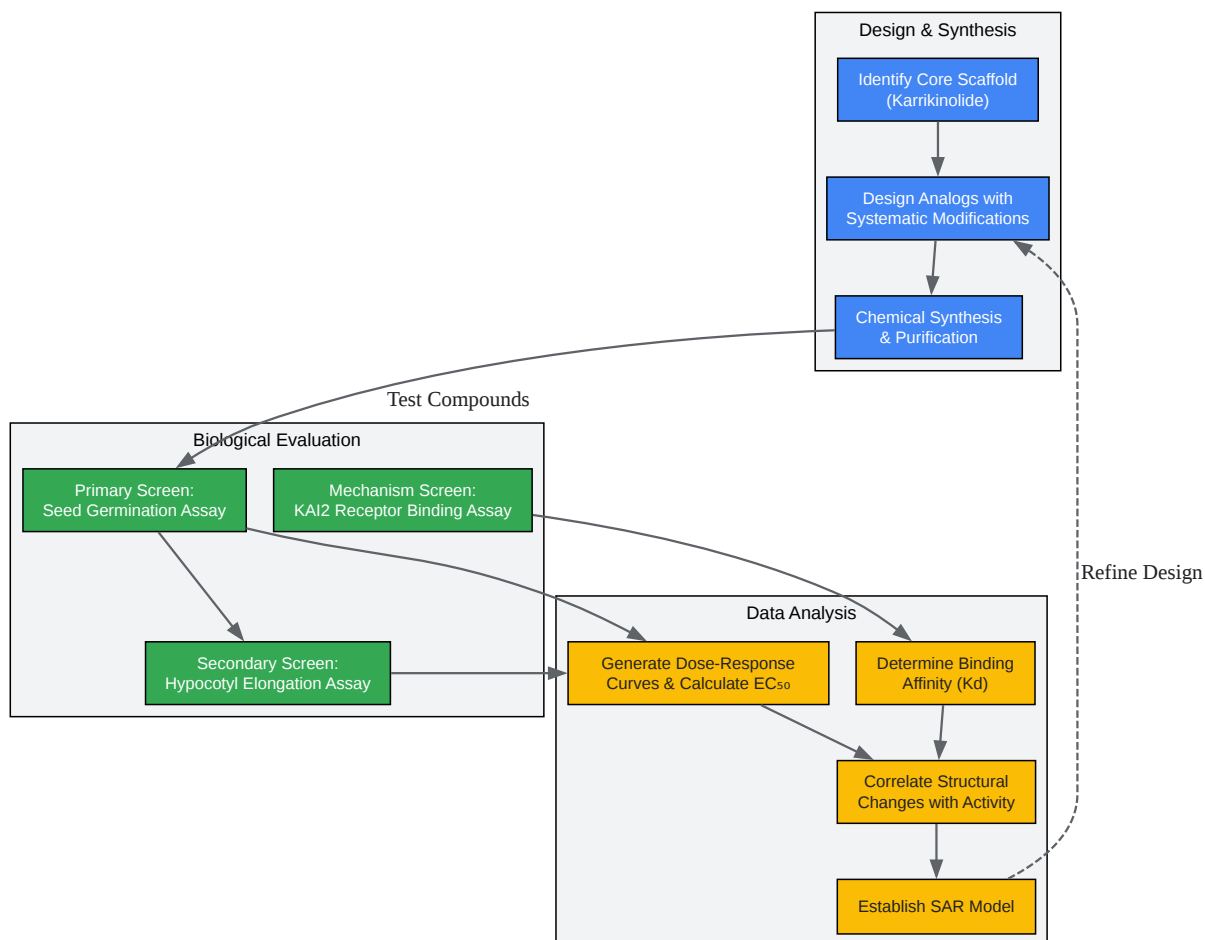 Design & Synthesis
Identify Core Scaffold
(Karrikinolide)
Design Analogs with
Systematic Modifications
Chemical Synthesis
& Purification
Test Compounds
Biological Evaluation
Primary Screen:
Seed Germination Assay
Mechanism Screen:
KAI2 Receptor Binding Assay
Secondary Screen:
Hypocotyl Elongation Assay
Refine Design
Data Analysis
Generate Dose-Response
Curves & Calculate EC₅₀
Determine Binding
Affinity (Kd)
Correlate Structural
Changes with Activity
Establish SAR Model